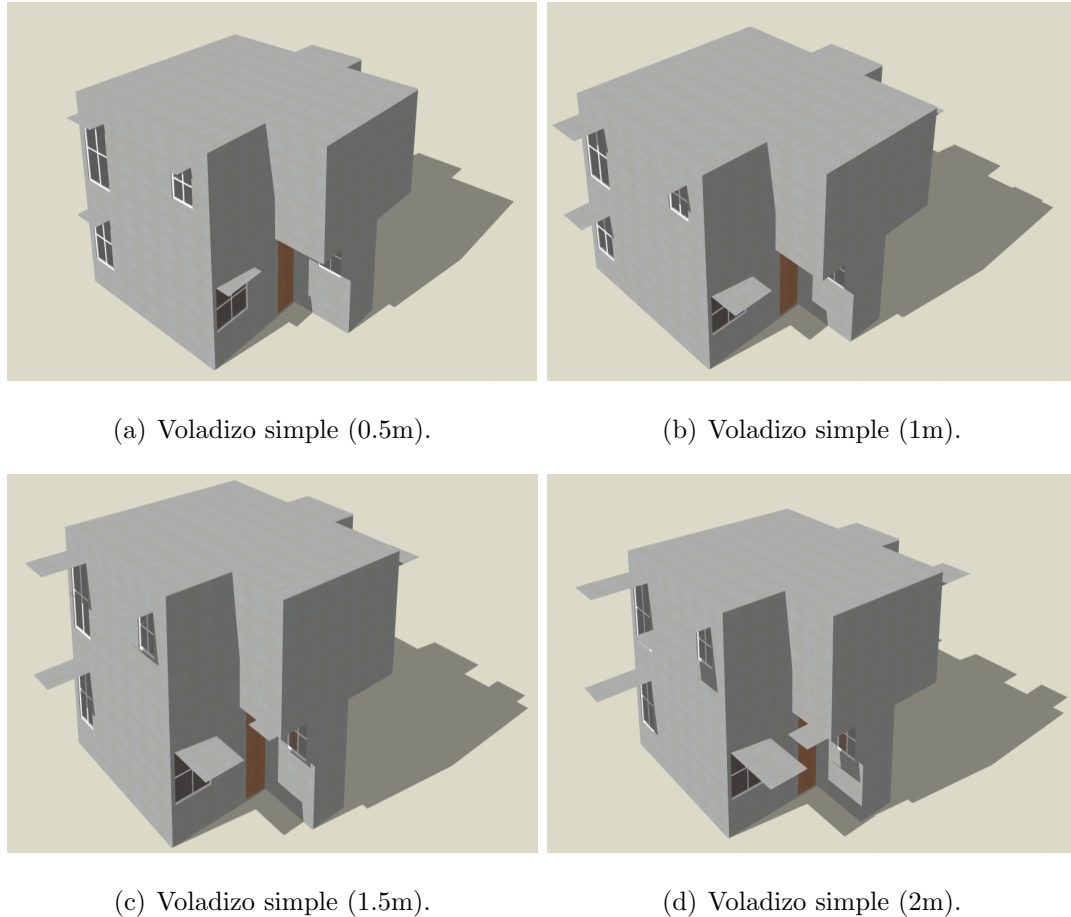 (a) Voladizo simple (0.5m).
(b) Voladizo simple (1m).
(c) Voladizo simple (1.5m).
(d) Voladizo simple (2m).